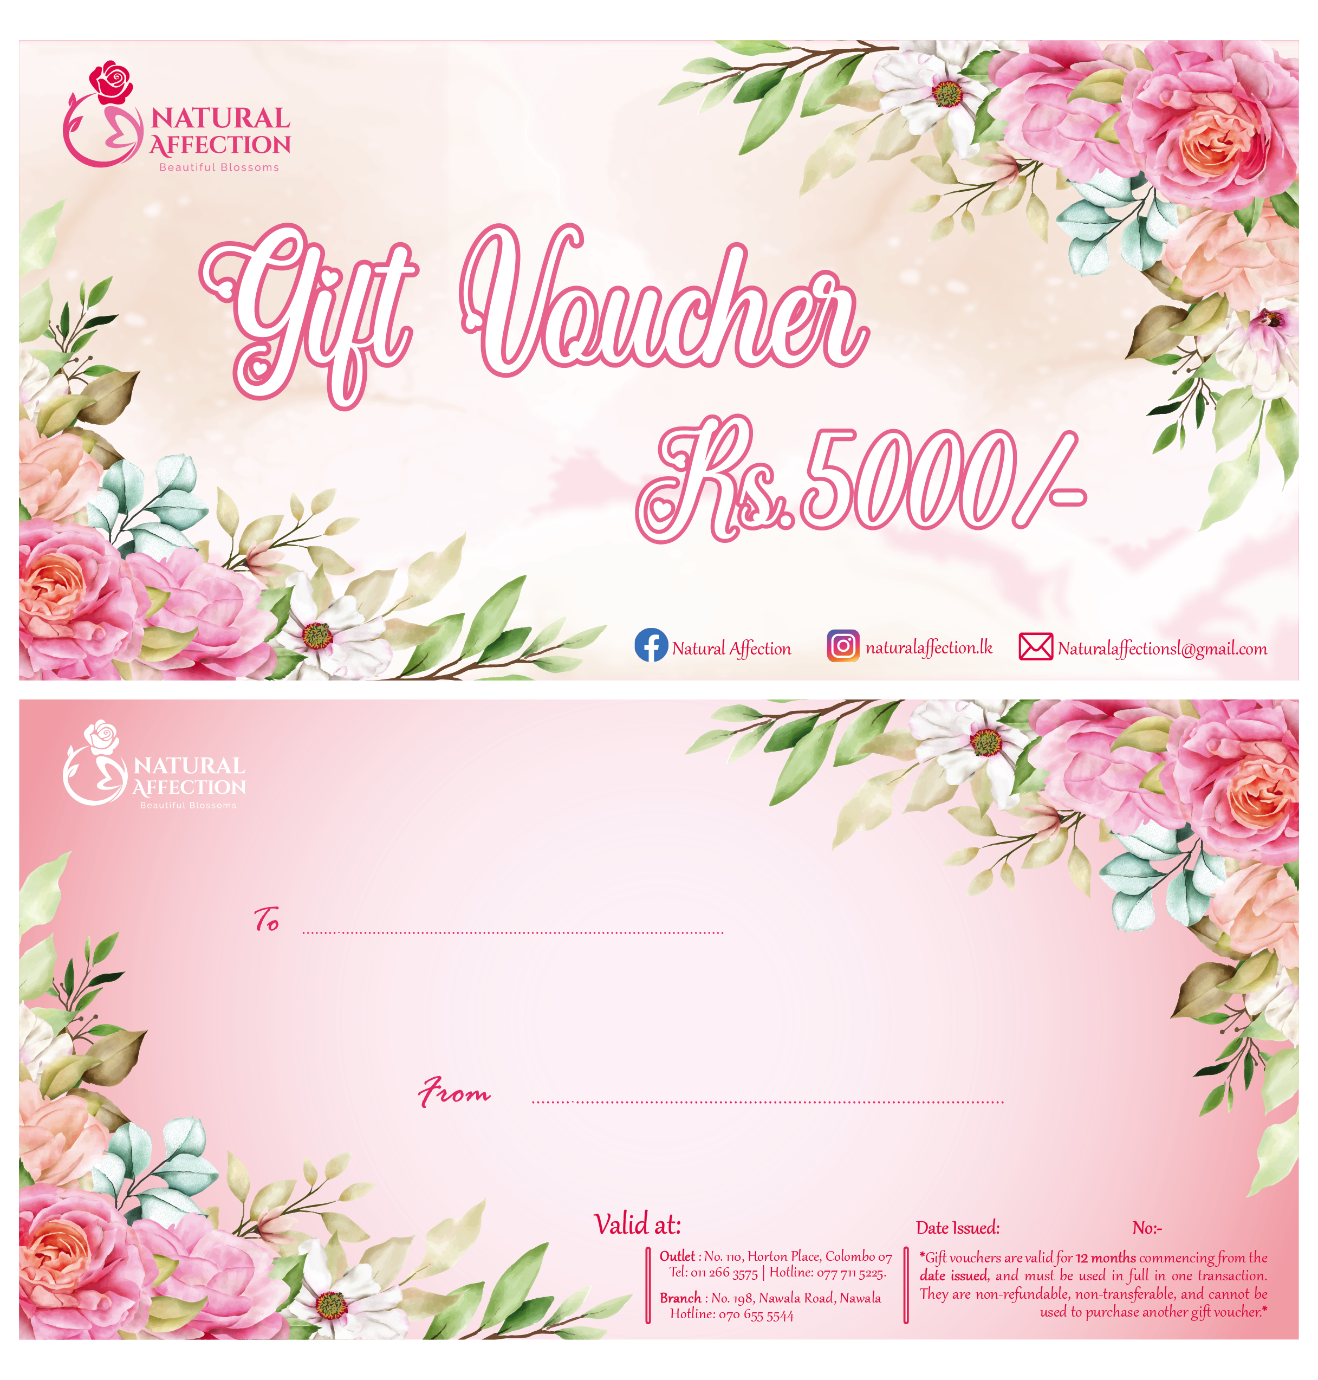 NATURAL
AFFECTION
Beautiful Blossoms
Gift Voucher
Rs.5000/-
Natural Affection
naturalaffection.lk
Naturalaffectionsl@gmail.com
NATURAL
AFFECTION
Beautiful Blossoms
To
From
Valid at:
Outlet : No. 110, Horton Place, Colombo 07
Tel: 011 266 3575 | Hotline: 077 711 5225.
Branch : No. 198, Nawala Road, Nawala
Hotline: 070 655 5544
Date Issued:
No:-
*Gift vouchers are valid for 12 months commencing from the
date issued, and must be used in full in one transaction.
They are non-refundable, non-transferable, and cannot be
used to purchase another gift voucher.*